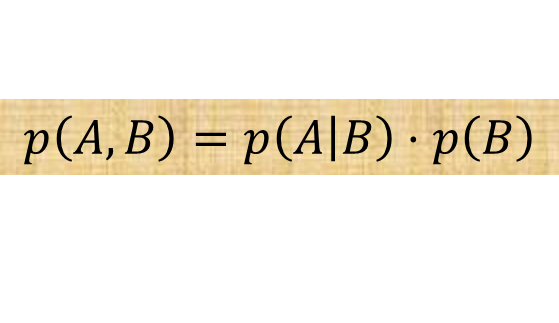 p(A, B) = p(A|B) · p(B)